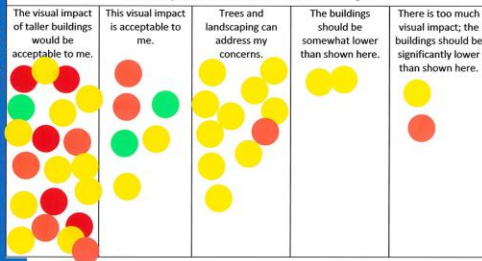 The visual impact
of taller buildings
would be
acceptable to me.
This visual impact
is acceptable to
me.
Trees and
landscaping can
address my
concerns.
The buildings
should be
somewhat lower
than shown here.
There is too much
visual impact; the
buildings should be
significantly lower
than shown here.